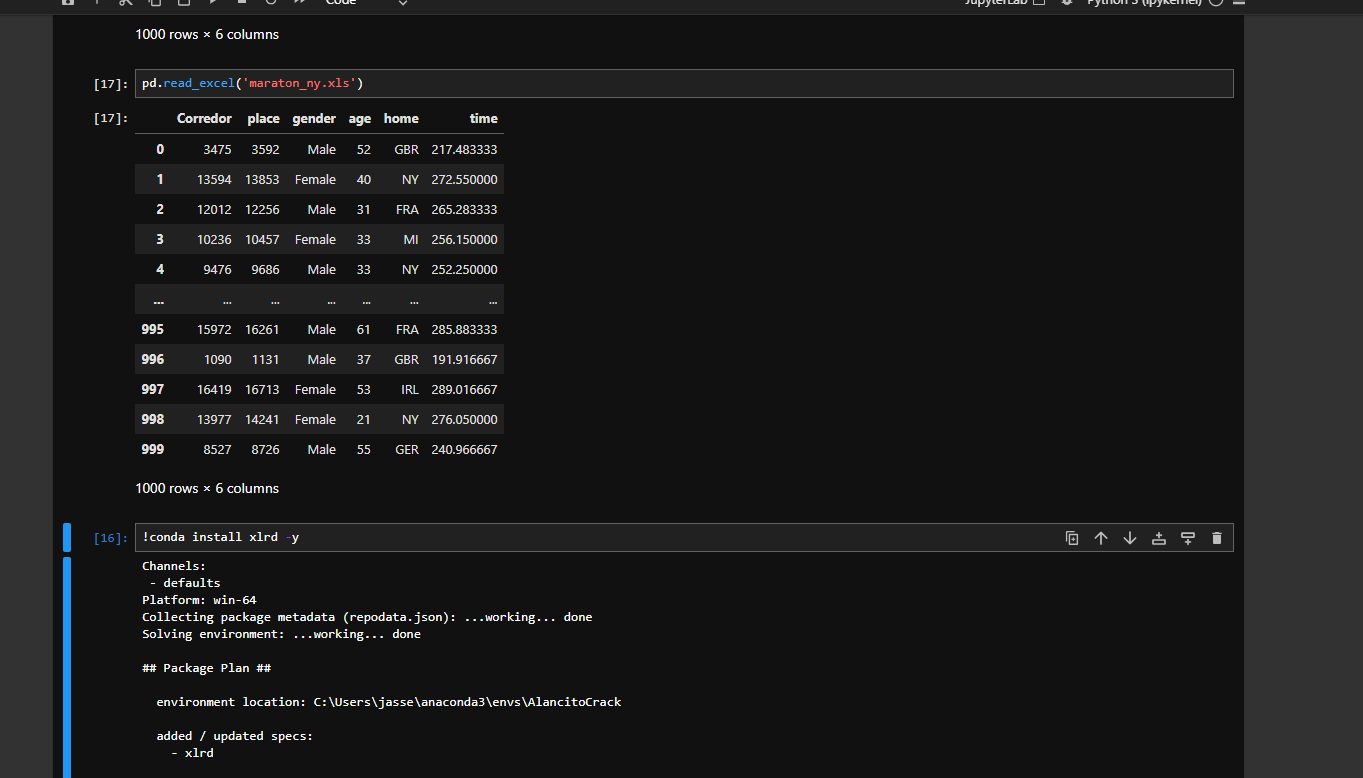 Code
JupyterLab
Python 3 (ipykernel)
1000 rows × 6 columns
[17]: pd.read_excel('maraton_ny.xls')
[17]:
Corredor place gender age home time
0 3475 3592 Male 52 GBR 217.483333
1 13594 13853 Female 40 NY 272.550000
2 12012 12256 Male 31 FRA 265.283333
3 10236 10457 Female 33 MI 256.150000
4 9476 9686 Male 33 NY 252.250000
... ... ... ... ... ... ...
995 15972 16261 Male 61 FRA 285.883333
996 1090 1131 Male 37 GBR 191.916667
997 16419 16713 Female 53 IRL 289.016667
998 13977 14241 Female 21 NY 276.050000
999 8527 8726 Male 55 GER 240.966667
1000 rows × 6 columns
[16]: !conda install xlrd -y
Channels:
- defaults
Platform: win-64
Collecting package metadata (repodata.json): ...working... done
Solving environment: ...working... done
## Package Plan ##
environment location: C:\Users\jasse\anaconda3\envs\AlancitoCrack
added / updated specs:
- xlrd